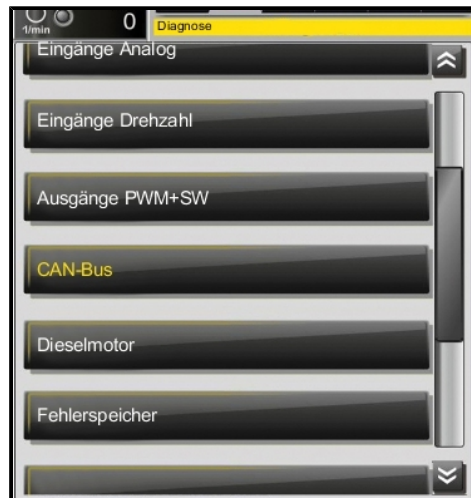 1/min 0 Diagnose
Eingänge Analog
Eingänge Drehzahl
Ausgänge PWM+SW
CAN-Bus
Dieselmotor
Fehlerspeicher